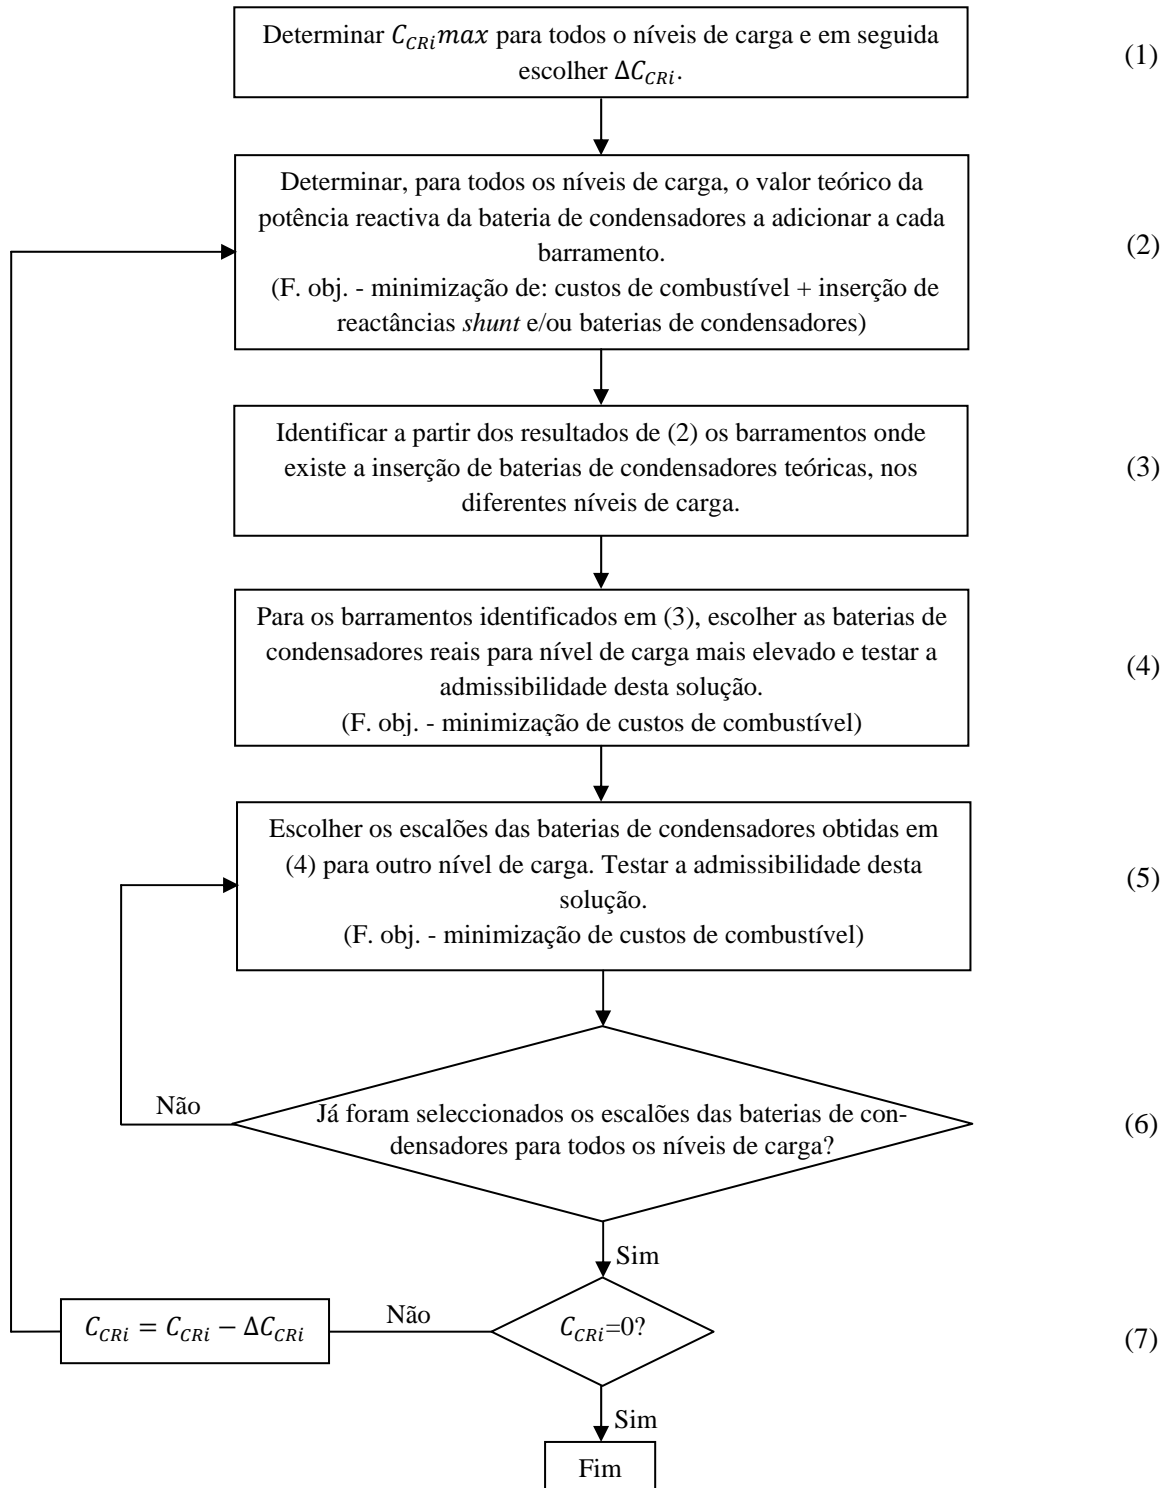 Determinar C_CRi max para todos o níveis de carga e em seguida
escolher ΔC_CRi.
(1)
Determinar, para todos os níveis de carga, o valor teórico da
potência reactiva da bateria de condensadores a adicionar a cada
barramento.
(F. obj. - minimização de: custos de combustível + inserção de
reactâncias shunt e/ou baterias de condensadores)
(2)
Identificar a partir dos resultados de (2) os barramentos onde
existe a inserção de baterias de condensadores teóricas, nos
diferentes níveis de carga.
(3)
Para os barramentos identificados em (3), escolher as baterias de
condensadores reais para nível de carga mais elevado e testar a
admissibilidade desta solução.
(F. obj. - minimização de custos de combustível)
(4)
Escolher os escalões das baterias de condensadores obtidas em
(4) para outro nível de carga. Testar a admissibilidade desta
solução.
(F. obj. - minimização de custos de combustível)
(5)
Não
Já foram seleccionados os escalões das baterias de con-
densadores para todos os níveis de carga?
(6)
Sim
C_CRi = C_CRi − ΔC_CRi
Não
C_CRi=0?
(7)
Sim
Fim